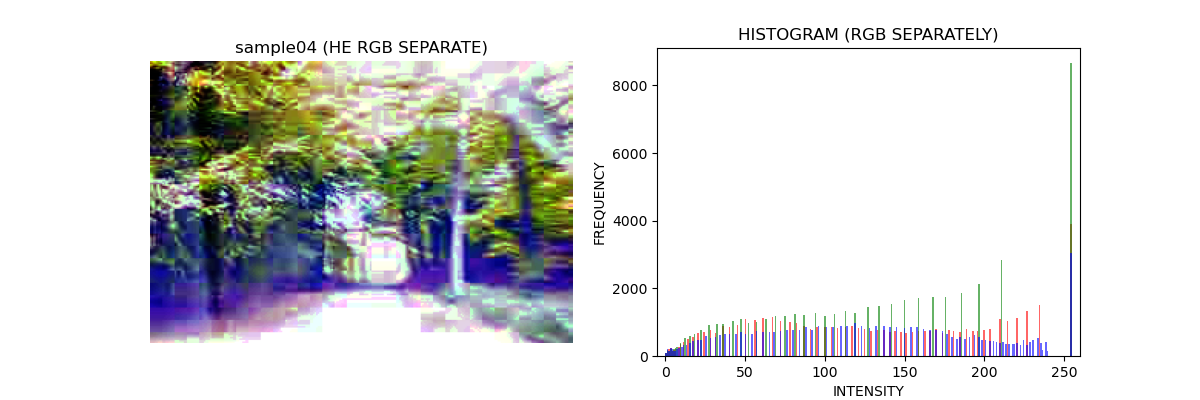 sample04 (HE RGB SEPARATE)
HISTOGRAM (RGB SEPARATELY)
FREQUENCY
8000
6000
4000
2000
0
0 50 100 150 200 250
INTENSITY